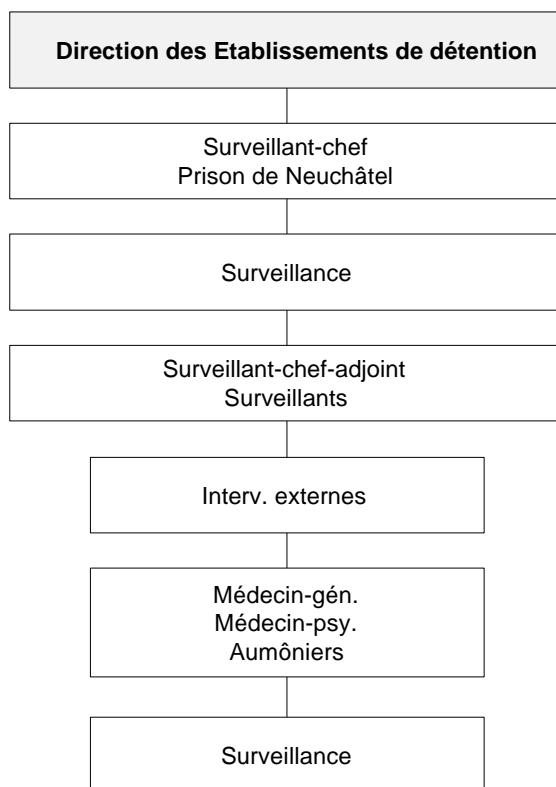 Direction des Etablissements de détention
Surveillant-chef
Prison de Neuchâtel
Surveillance
Surveillant-chef-adjoint
Surveillants
Interv. externes
Médecin-gén.
Médecin-psy.
Aumôniers
Surveillance